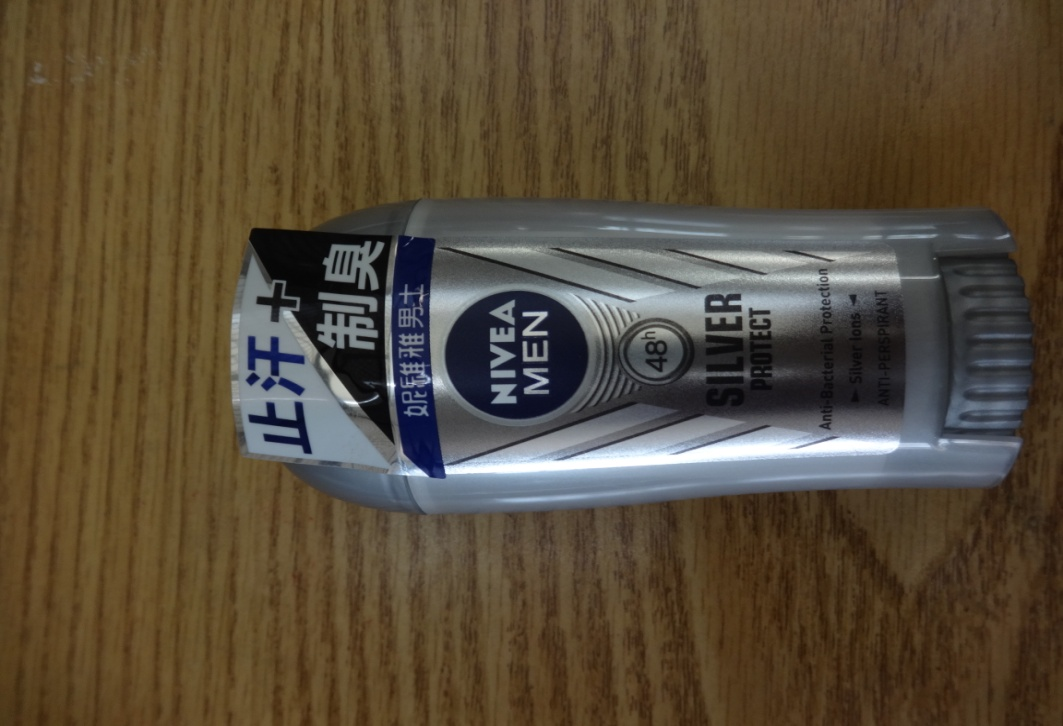 止汗+
制臭
妮維雅男士
NIVEA
MEN
48h
SILVER
PROTECT
Anti-Bacterial Protection
Silver ions
ANTI-PERSPIRANT